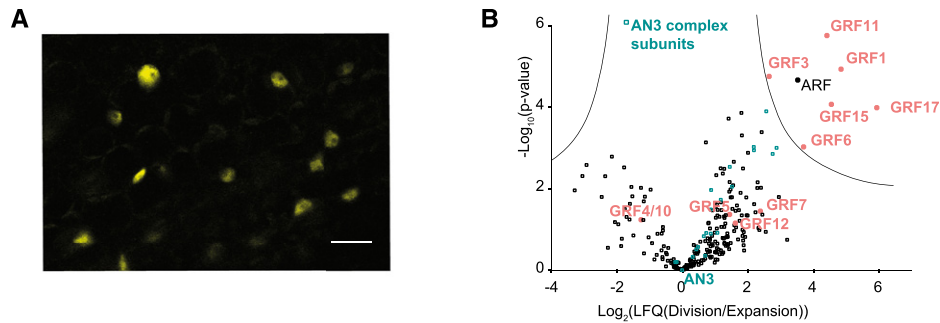 A
B
AN3 complex
subunits
GRF11
GRF3
GRF1
ARF
GRF15
GRF17
GRF6
GRF4/10
GRF7
GRF12
AN3
6
4
2
0
-4
-2
0
2
4
6
-Log10(p-value)
Log2(LFQ(Division/Expansion))